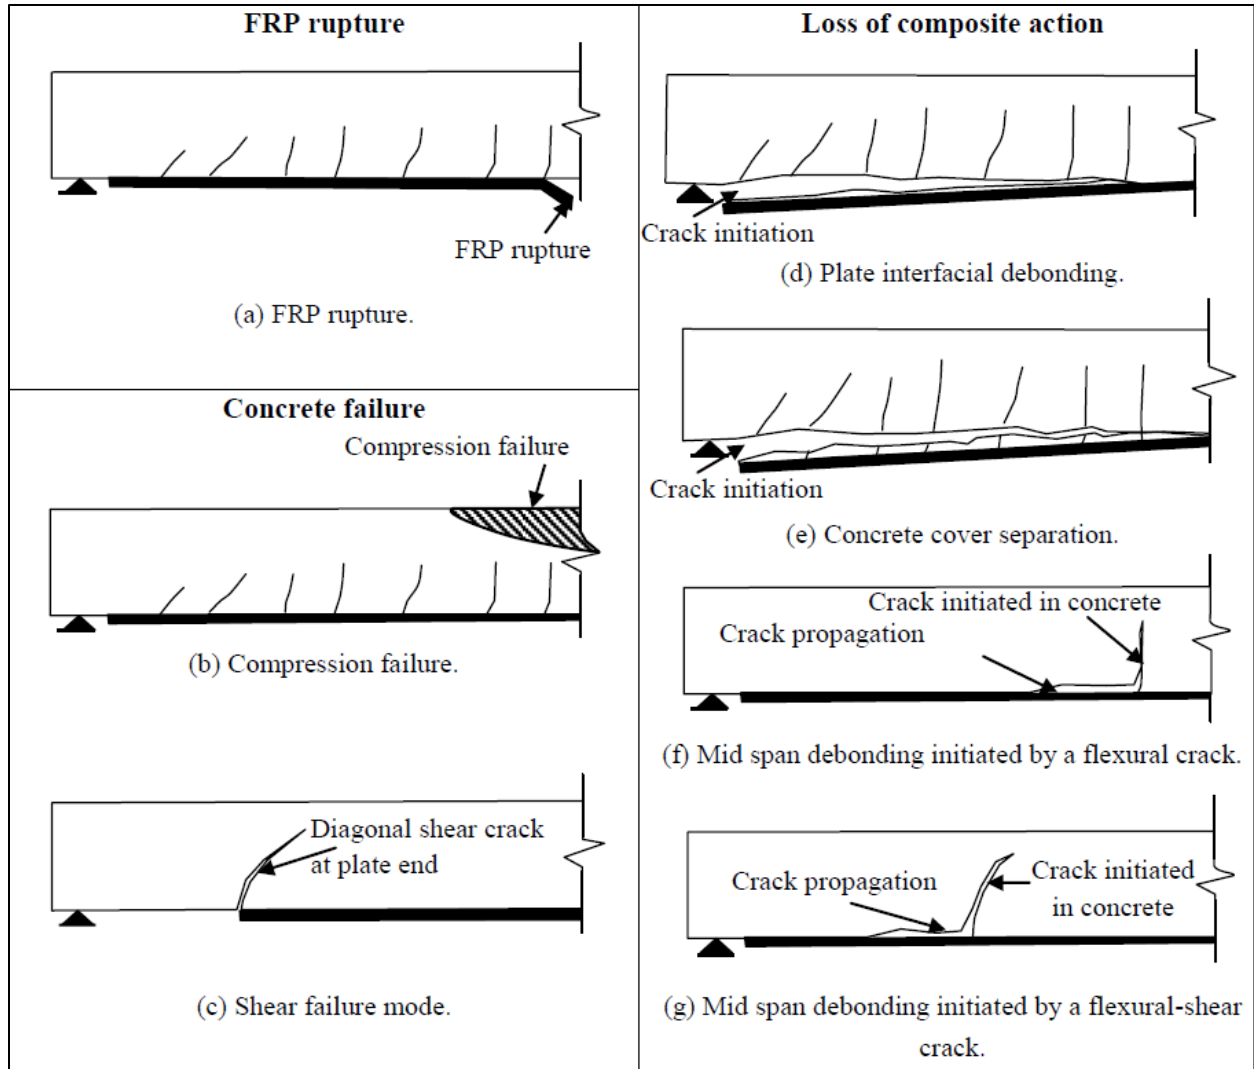 FRP rupture
FRP rupture
(a) FRP rupture.
Concrete failure
Compression failure
(b) Compression failure.
Diagonal shear crack
at plate end
(c) Shear failure mode.
Loss of composite action
Crack initiation
(d) Plate interfacial debonding.
Crack initiation
(e) Concrete cover separation.
Crack initiated in concrete
Crack propagation
(f) Mid span debonding initiated by a flexural crack.
Crack propagation
Crack initiated
in concrete
(g) Mid span debonding initiated by a flexural-shear
crack.